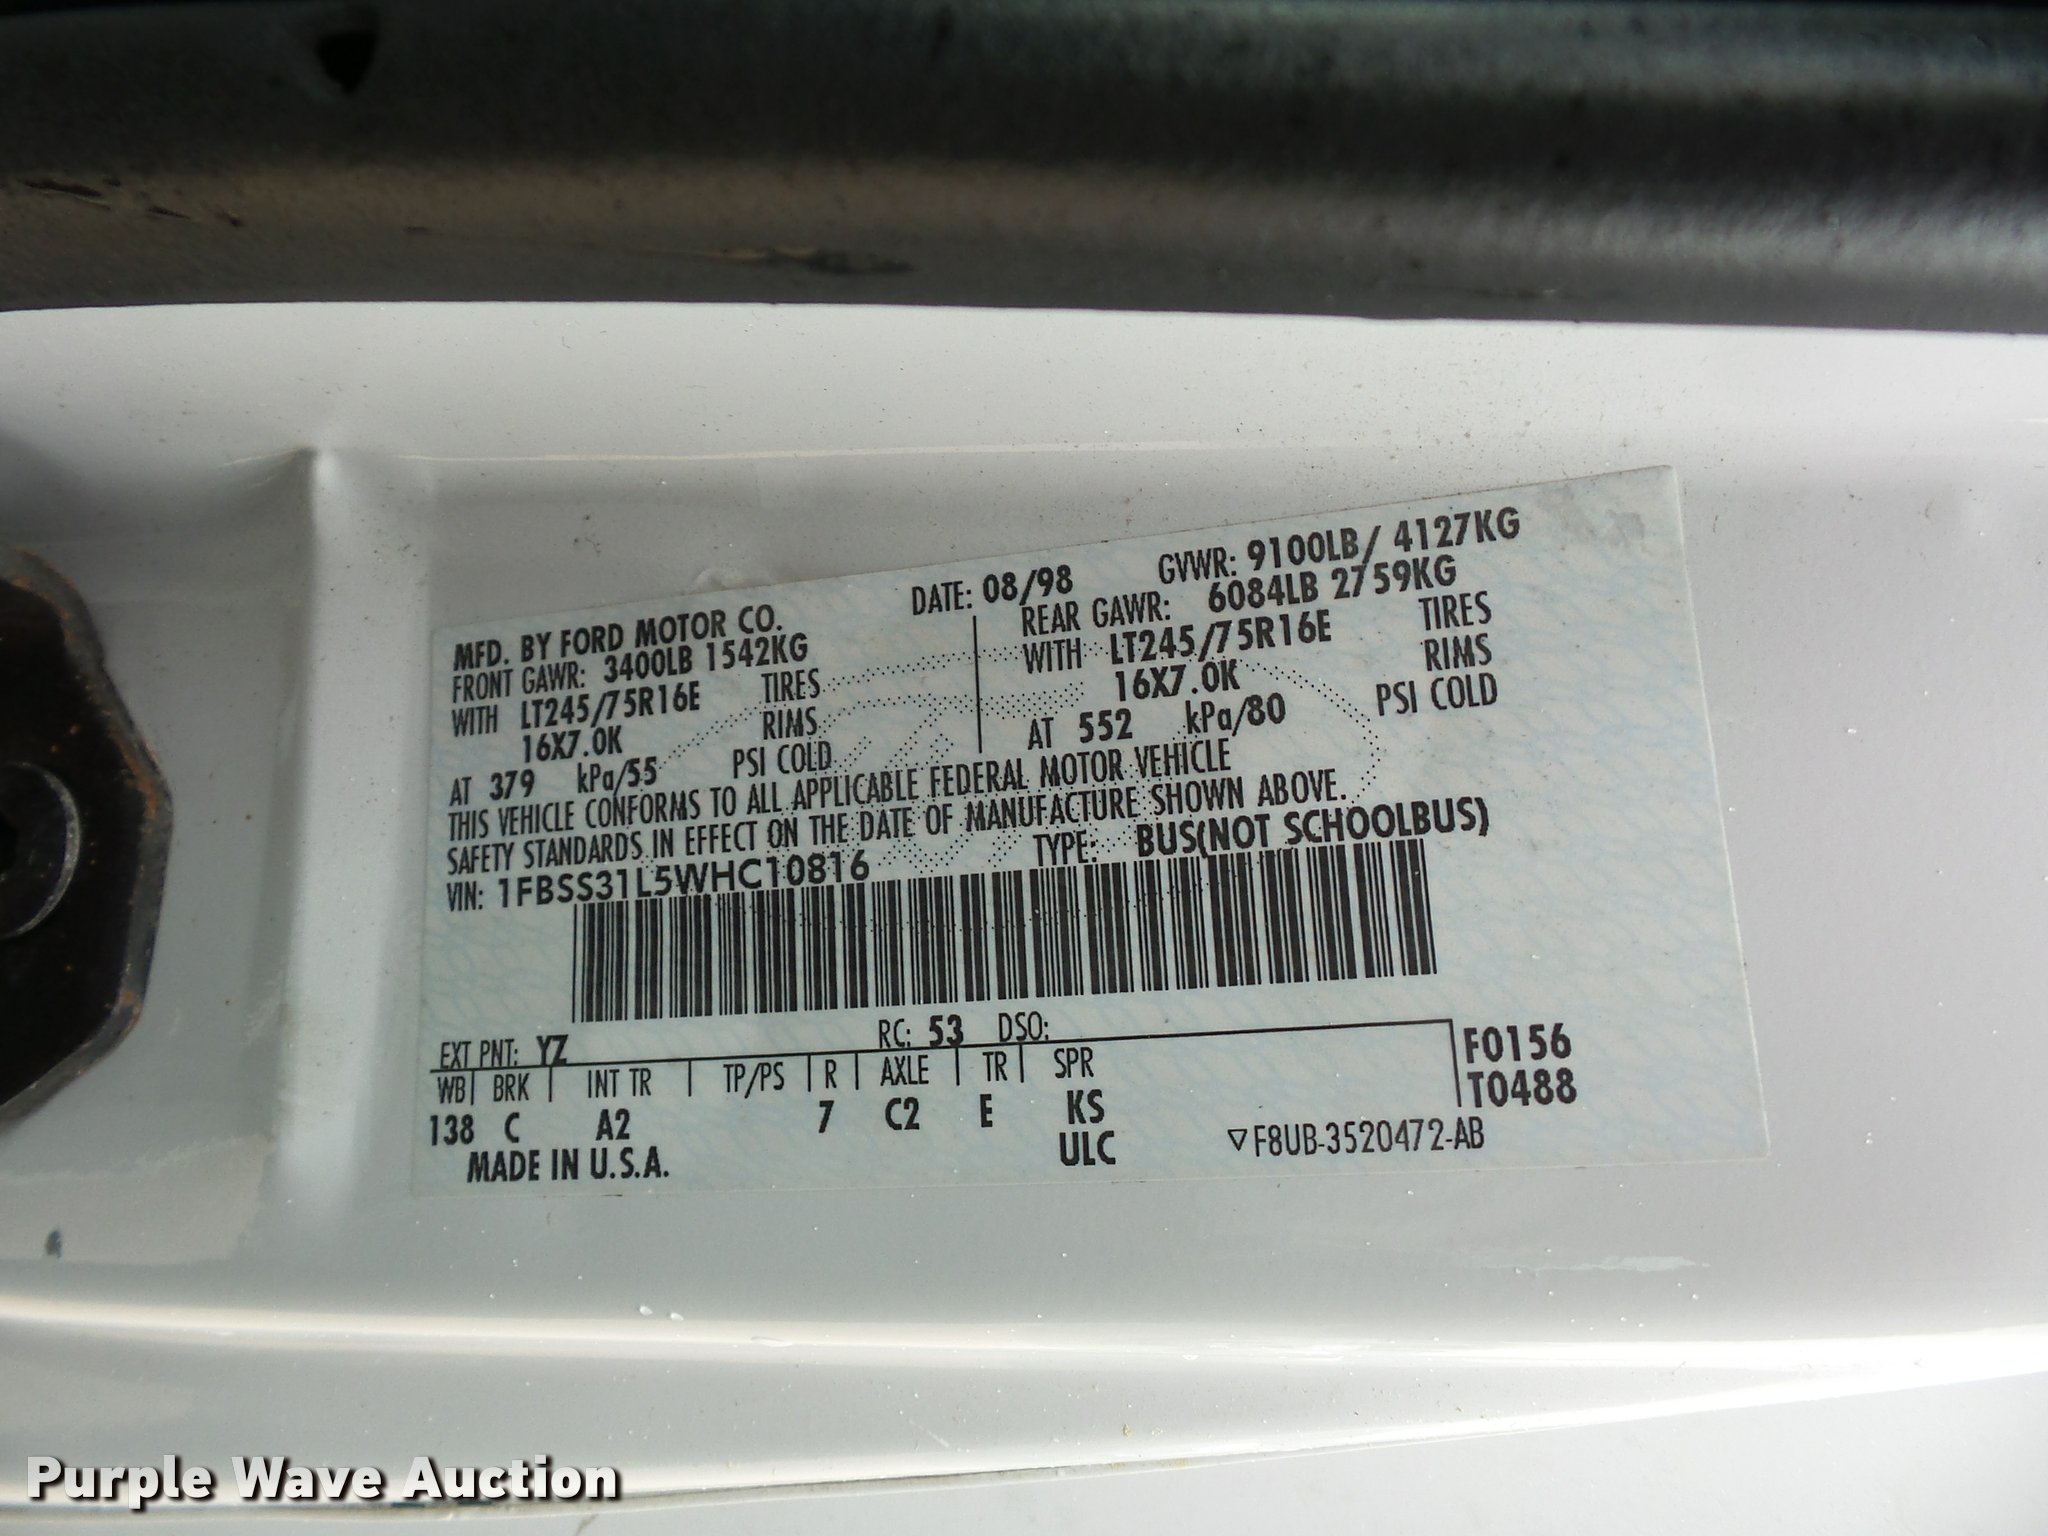 MFD. BY FORD MOTOR CO. DATE: 08/98 GVWR: 9100LB/ 4127KG
FRONT GAWR: 3400LB 1542KG REAR GAWR: 6084LB 2759KG
WITH LT245/75R16E TIRES WITH LT245/75R16E TIRES
16X7.0K RIMS 16X7.0K RIMS
AT 379 kPa/55 PSI COLD AT 552 kPa/80 PSI COLD
THIS VEHICLE CONFORMS TO ALL APPLICABLE FEDERAL MOTOR VEHICLE
SAFETY STANDARDS IN EFFECT ON THE DATE OF MANUFACTURE SHOWN ABOVE.
VIN: 1FBSS31L5WHC10816 TYPE: BUS(NOT SCHOOLBUS)
EXT PNT: YZ RC: 53 DSO:
WB BRK INT TR TP/PS R AXLE TR SPR F0156
138 C A2 7 C2 E KS T0488
MADE IN U.S.A. ULC ▽F8UB-3520472-AB
Purple Wave Auction